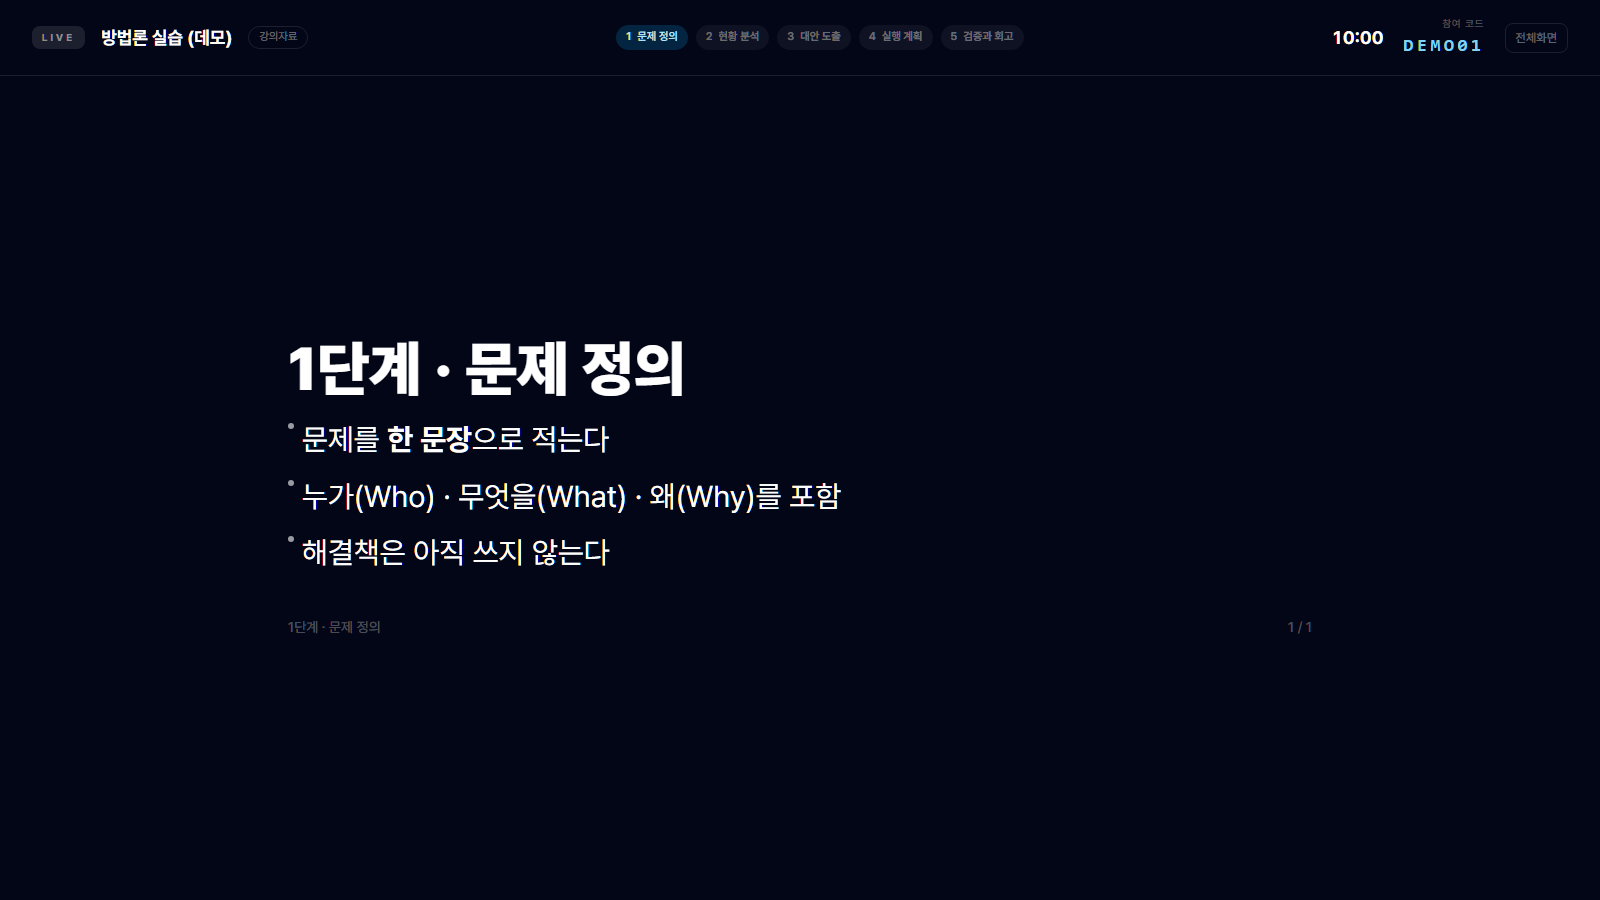 LIVE
방법론 실습 (데모)
강의자료
1 문제 정의
2 현황 분석
3 대안 도출
4 실행 계획
5 검증과 회고
10:00
참여 코드
DEMO01
전체화면
1단계 · 문제 정의
• 문제를 한 문장으로 적는다
• 누가(Who) · 무엇을(What) · 왜(Why)를 포함
• 해결책은 아직 쓰지 않는다
1단계 · 문제 정의
1 / 1